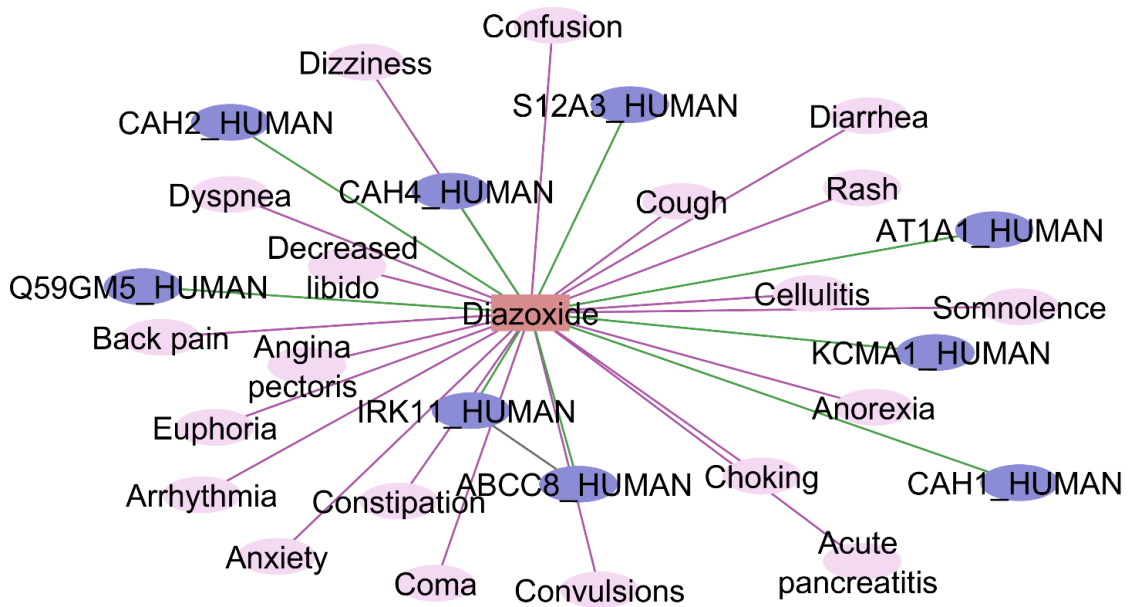 Confusion
Dizziness
S12A3_HUMAN
CAH2_HUMAN
Diarrhea
Dyspnea
CAH4_HUMAN
Cough
Rash
AT1A1_HUMAN
Decreased
libido
Q59GM5_HUMAN
Cellulitis
Somnolence
Diazoxide
Back pain
Angina
pectoris
KCMA1_HUMAN
IRK11_HUMAN
Anorexia
Euphoria
Choking
ABCC8_HUMAN
CAH1_HUMAN
Arrhythmia
Constipation
Anxiety
Acute
pancreatitis
Coma
Convulsions